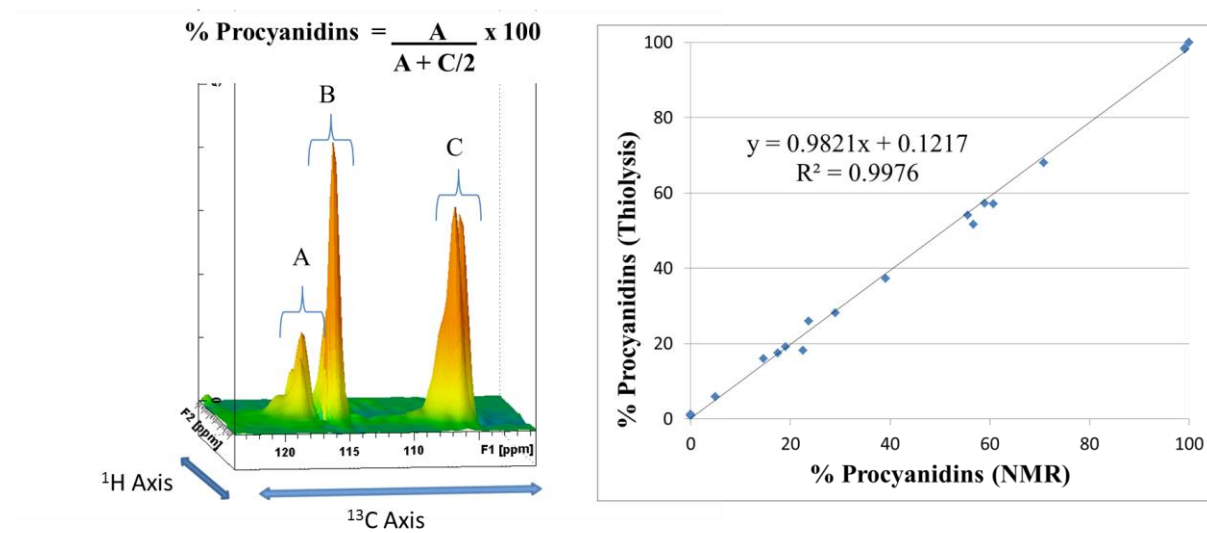 % Procyanidins = A x 100
A + C/2
B
C
A
0
F2 [ppm]
120 115 110 F1 [ppm]
¹H Axis
¹³C Axis
% Procyanidins (Thiolysis)
100
80
60
40
20
0
y = 0.9821x + 0.1217
R² = 0.9976
0 20 40 60 80 100
% Procyanidins (NMR)